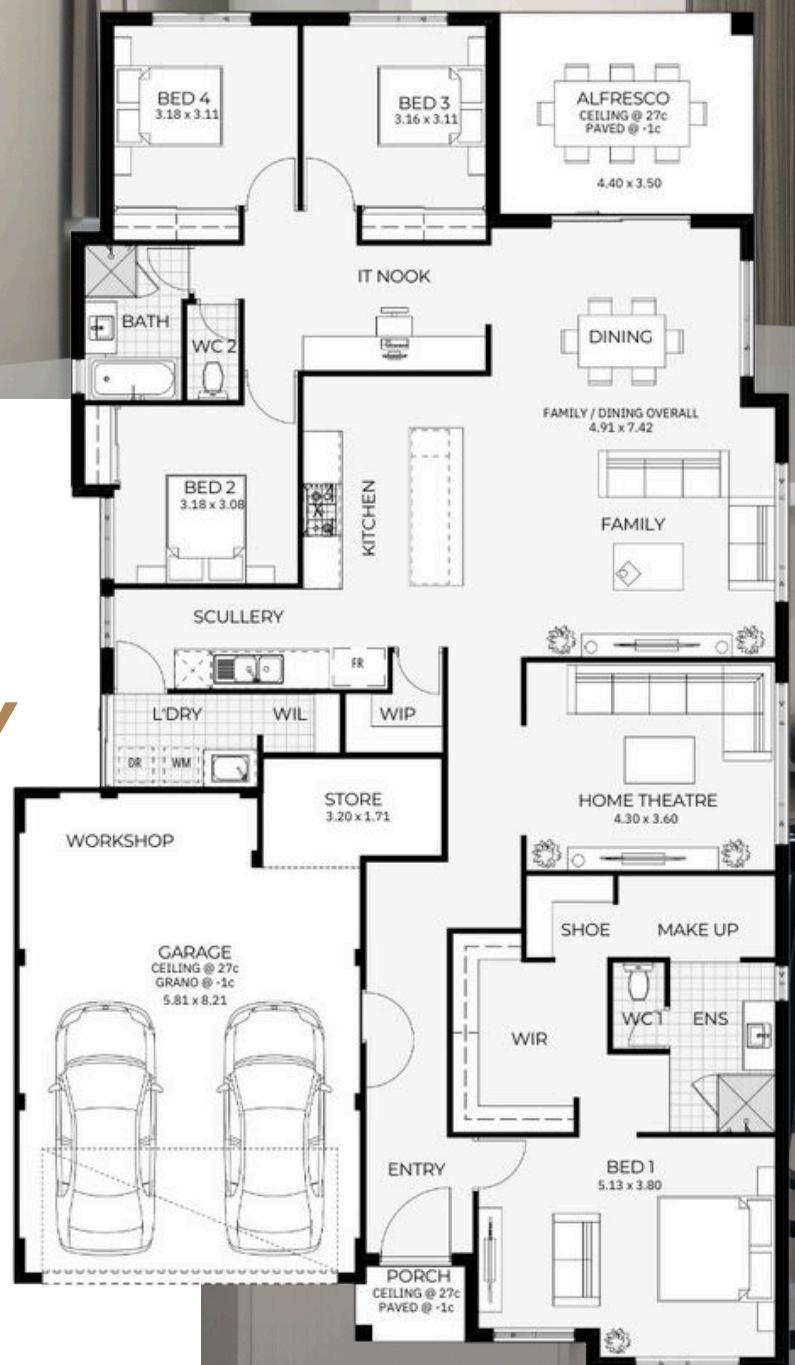 BED 4
3.18 x 3.11
BED 3
3.16 x 3.11
ALFRESCO
CEILING @ 27c
PAVED @ -1c
4.40 x 3.50
IT NOOK
BATH
WC 2
DINING
FAMILY / DINING OVERALL
4.91 x 7.42
BED 2
3.18 x 3.08
KITCHEN
FAMILY
SCULLERY
FR
L'DRY
WIL
WIP
DR
WM
STORE
3.20 x 1.71
HOME THEATRE
4.30 x 3.60
WORKSHOP
GARAGE
CEILING @ 27c
GRANO @ -1c
5.81 x 8.21
SHOE
MAKE UP
WIR
WC 1
ENS
ENTRY
BED 1
5.13 x 3.80
PORCH
CEILING @ 27c
PAVED @ -1c